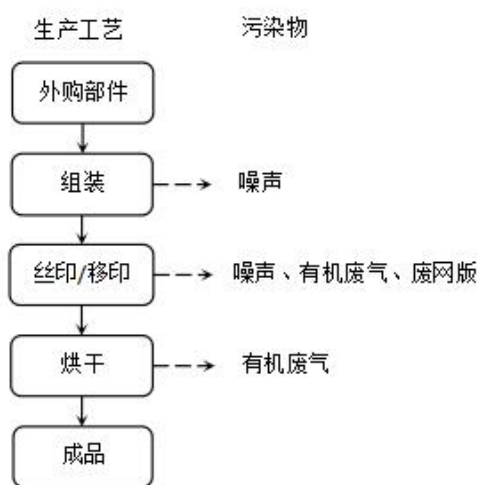 生产工艺 污染物
外购部件
组装 噪声
丝印/移印 噪声、有机废气、废网版
烘干 有机废气
成品